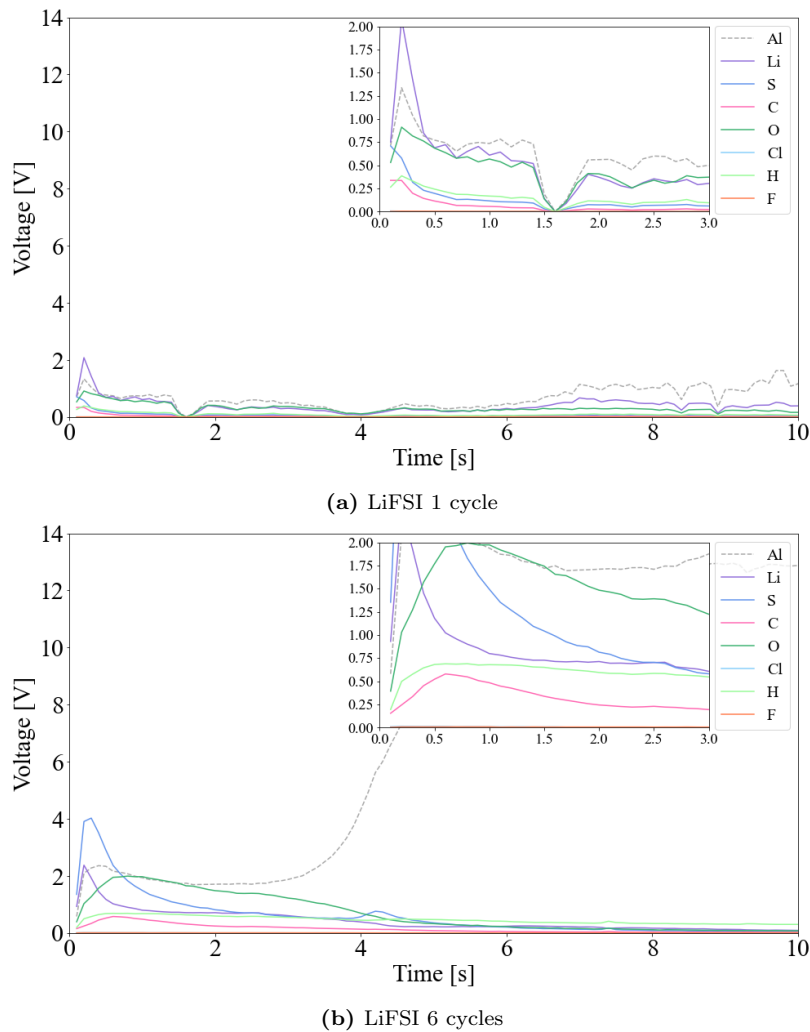 14
12
10
8
6
4
2
0
Voltage [V]
0 2 4 6 8 10
Time [s]
2.00
1.75
1.50
1.25
1.00
0.75
0.50
0.25
0.00
0.0 0.5 1.0 1.5 2.0 2.5 3.0
Al
Li
S
C
O
Cl
H
F
(a) LiFSI 1 cycle
14
12
10
8
6
4
2
0
Voltage [V]
0 2 4 6 8 10
Time [s]
2.00
1.75
1.50
1.25
1.00
0.75
0.50
0.25
0.00
0.0 0.5 1.0 1.5 2.0 2.5 3.0
Al
Li
S
C
O
Cl
H
F
(b) LiFSI 6 cycles